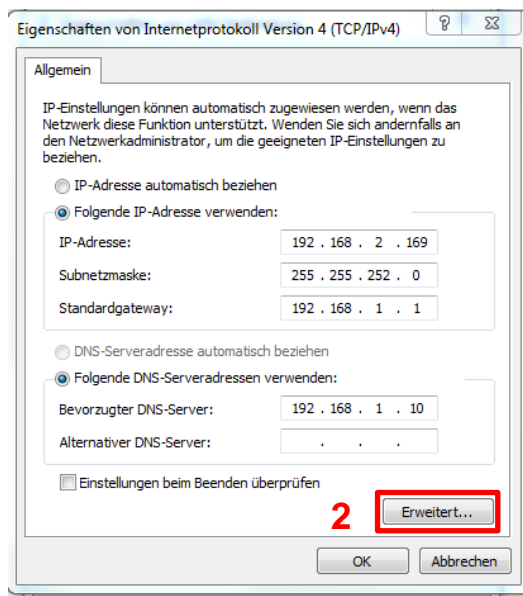 Eigenschaften von Internetprotokoll Version 4 (TCP/IPv4)
Allgemein
IP-Einstellungen können automatisch zugewiesen werden, wenn das
Netzwerk diese Funktion unterstützt. Wenden Sie sich andernfalls an
den Netzwerkadministrator, um die geeigneten IP-Einstellungen zu
beziehen.
IP-Adresse automatisch beziehen
Folgende IP-Adresse verwenden:
IP-Adresse: 192 . 168 . 2 . 169
Subnetzmaske: 255 . 255 . 252 . 0
Standardgateway: 192 . 168 . 1 . 1
DNS-Serveradresse automatisch beziehen
Folgende DNS-Serveradressen verwenden:
Bevorzugter DNS-Server: 192 . 168 . 1 . 10
Alternativer DNS-Server: . . .
Einstellungen beim Beenden überprüfen
2 Erweitert...
OK Abbrechen